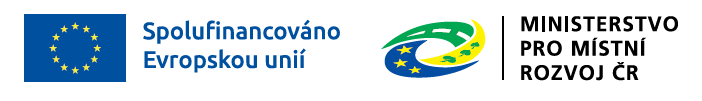 Spolufinancováno
Evropskou unií
MINISTERSTVO
PRO MÍSTNÍ
ROZVOJ ČR